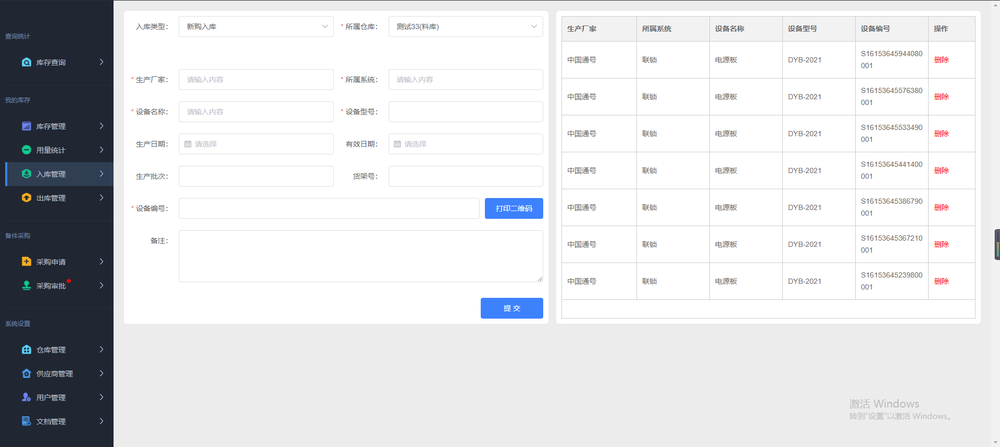 查询统计
库存查询
我的库存
库存管理
用量统计
入库管理
出库管理
备件采购
采购申请
采购审批
系统设置
仓库管理
供应商管理
用户管理
文档管理
入库类型： 新购入库 * 所属仓库： 测试33(料库)
* 生产厂家： 请输入内容 * 所属系统： 请输入内容
* 设备名称： 请输入内容 * 设备型号：
生产日期： 请选择 有效日期： 请选择
生产批次： 货架号：
* 设备编号： 打印二维码
备注：
提 交
生产厂家 所属系统 设备名称 设备型号 设备编号 操作
中国通号 联锁 电源板 DYB-2021 S16153645944080 删除
001
中国通号 联锁 电源板 DYB-2021 S16153645576380 删除
001
中国通号 联锁 电源板 DYB-2021 S16153645533490 删除
001
中国通号 联锁 电源板 DYB-2021 S16153645441400 删除
001
中国通号 联锁 电源板 DYB-2021 S16153645386790 删除
001
中国通号 联锁 电源板 DYB-2021 S16153645367210 删除
001
中国通号 联锁 电源板 DYB-2021 S16153645239800 删除
001
激活 Windows
转到"设置"以激活 Windows。